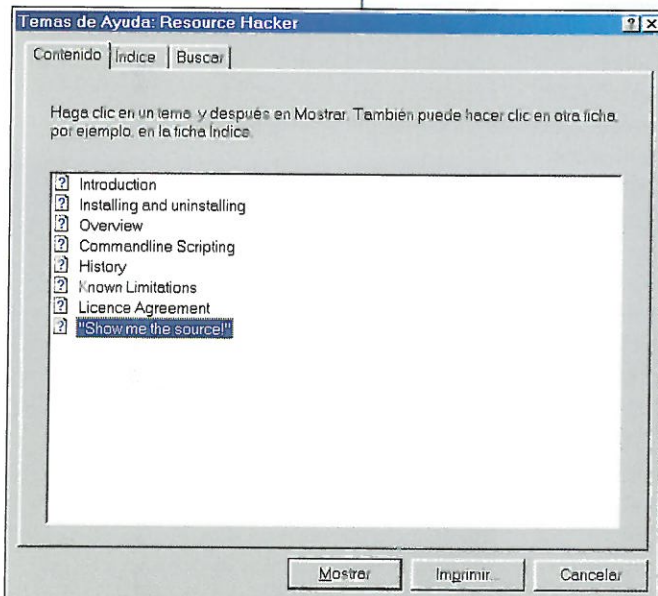 Temas de Ayuda: Resource Hacker
Contenido
Índice
Buscar
Haga clic en un tema y después en Mostrar. También puede hacer clic en otra ficha,
por ejemplo, en la ficha Índice.
Introduction
Installing and uninstalling
Overview
Commandline Scripting
History
Known Limitations
Licence Agreement
"Show me the source!"
Mostrar
Imprimir...
Cancelar